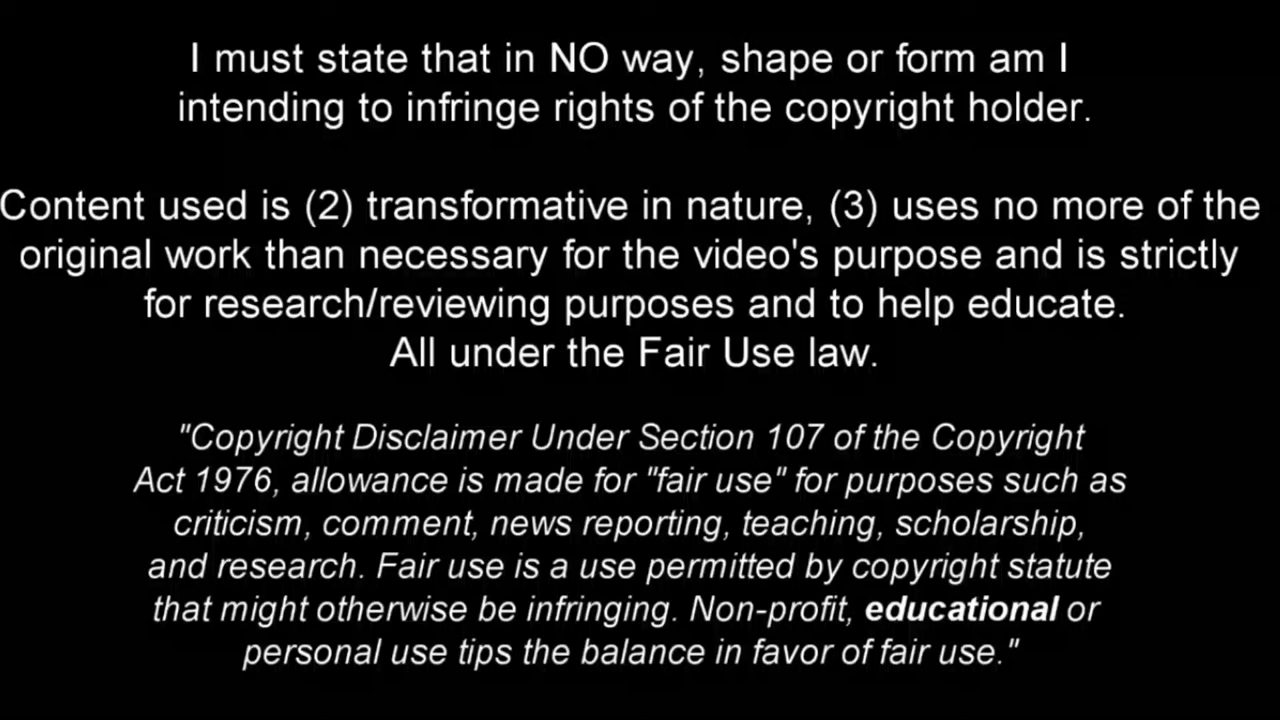 I must state that in NO way, shape or form am I
intending to infringe rights of the copyright holder.
Content used is (2) transformative in nature, (3) uses no more of the
original work than necessary for the video's purpose and is strictly
for research/reviewing purposes and to help educate.
All under the Fair Use law.
"Copyright Disclaimer Under Section 107 of the Copyright
Act 1976, allowance is made for "fair use" for purposes such as
criticism, comment, news reporting, teaching, scholarship,
and research. Fair use is a use permitted by copyright statute
that might otherwise be infringing. Non-profit, educational or
personal use tips the balance in favor of fair use."